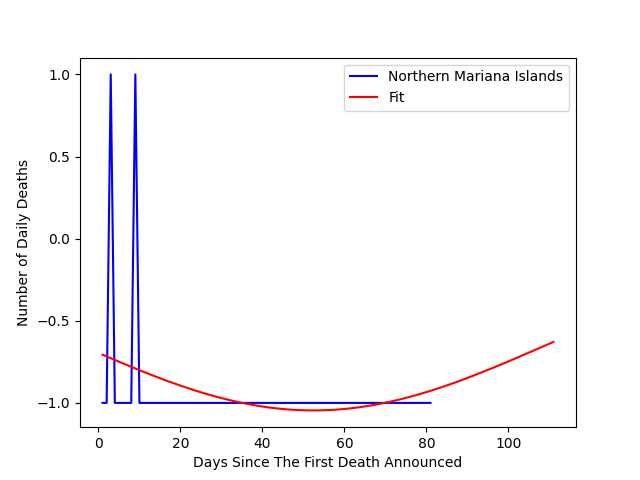 Northern Mariana Islands
Fit
1.0
0.5
0.0
−0.5
−1.0
Number of Daily Deaths
0 20 40 60 80 100
Days Since The First Death Announced